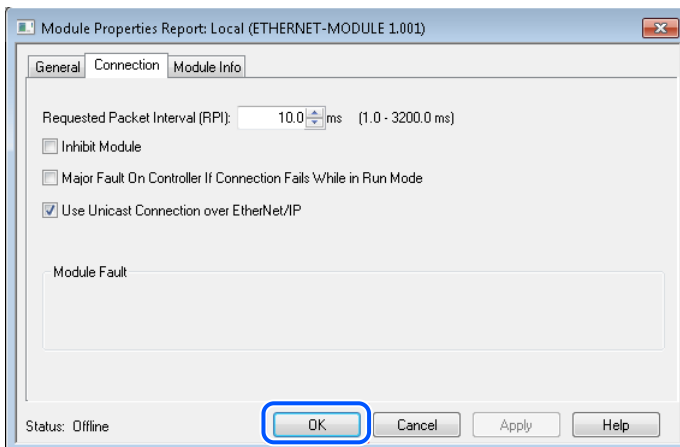 Module Properties Report: Local (ETHERNET-MODULE 1.001)
General Connection Module Info
Requested Packet Interval (RPI): 10.0 ms (1.0 - 3200.0 ms)
Inhibit Module
Major Fault On Controller If Connection Fails While in Run Mode
Use Unicast Connection over EtherNet/IP
Module Fault
Status: Offline OK Cancel Apply Help